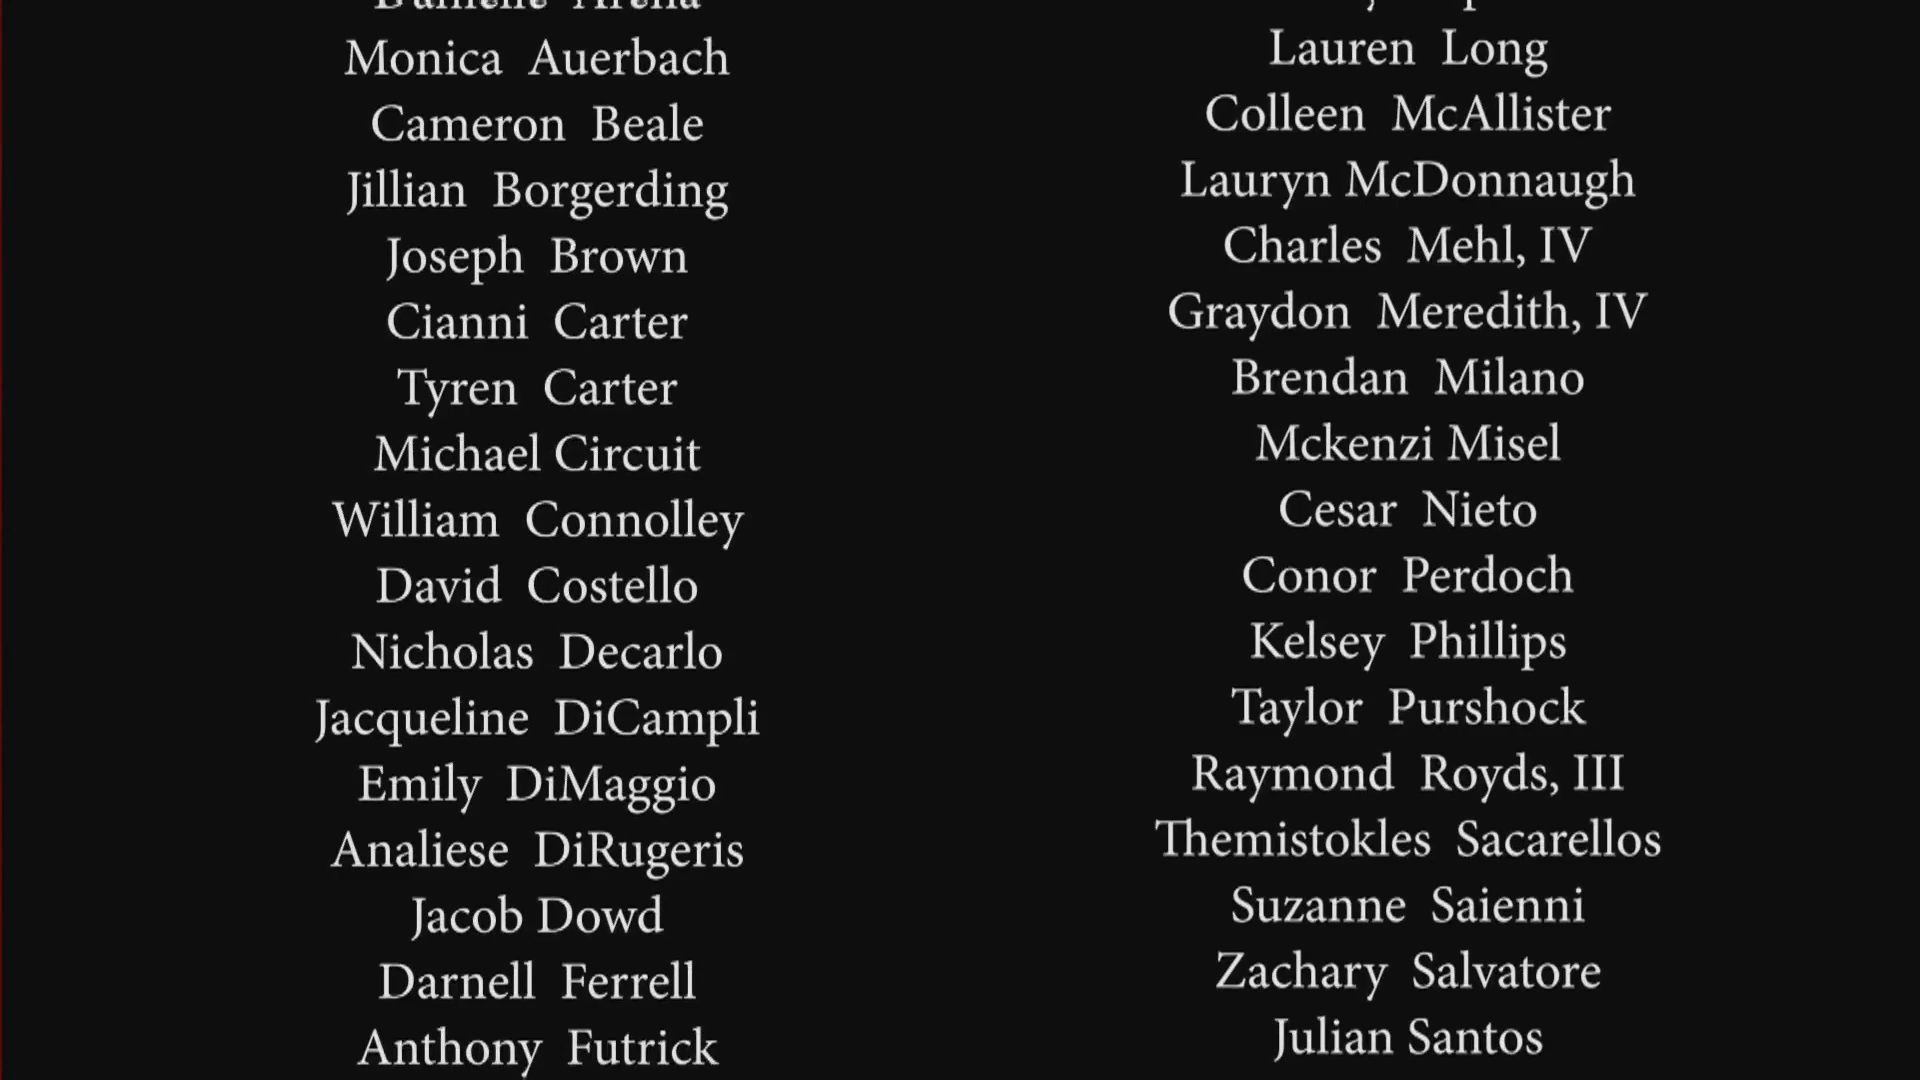 Monica Auerbach
Cameron Beale
Jillian Borgerding
Joseph Brown
Cianni Carter
Tyren Carter
Michael Circuit
William Connolley
David Costello
Nicholas Decarlo
Jacqueline DiCampli
Emily DiMaggio
Analiese DiRugeris
Jacob Dowd
Darnell Ferrell
Anthony Futrick
Lauren Long
Colleen McAllister
Lauryn McDonnaugh
Charles Mehl, IV
Graydon Meredith, IV
Brendan Milano
Mckenzi Misel
Cesar Nieto
Conor Perdoch
Kelsey Phillips
Taylor Purshock
Raymond Royds, III
Themistokles Sacarellos
Suzanne Saienni
Zachary Salvatore
Julian Santos